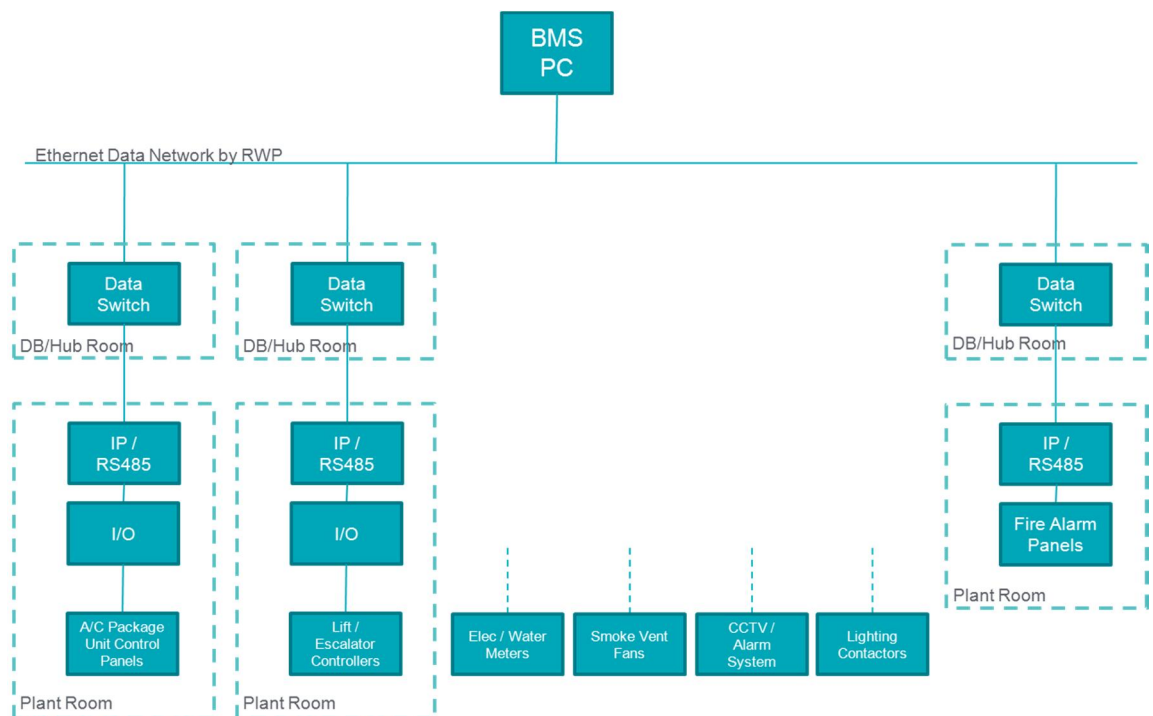 BMS
PC
Ethernet Data Network by RWP
Data
Switch
DB/Hub Room
Data
Switch
DB/Hub Room
Data
Switch
DB/Hub Room
IP /
RS485
I/O
A/C Package
Unit Control
Panels
Plant Room
IP /
RS485
I/O
Lift /
Escalator
Controllers
Plant Room
Elec / Water
Meters
Smoke Vent
Fans
CCTV /
Alarm
System
Lighting
Contactors
IP /
RS485
Fire Alarm
Panels
Plant Room